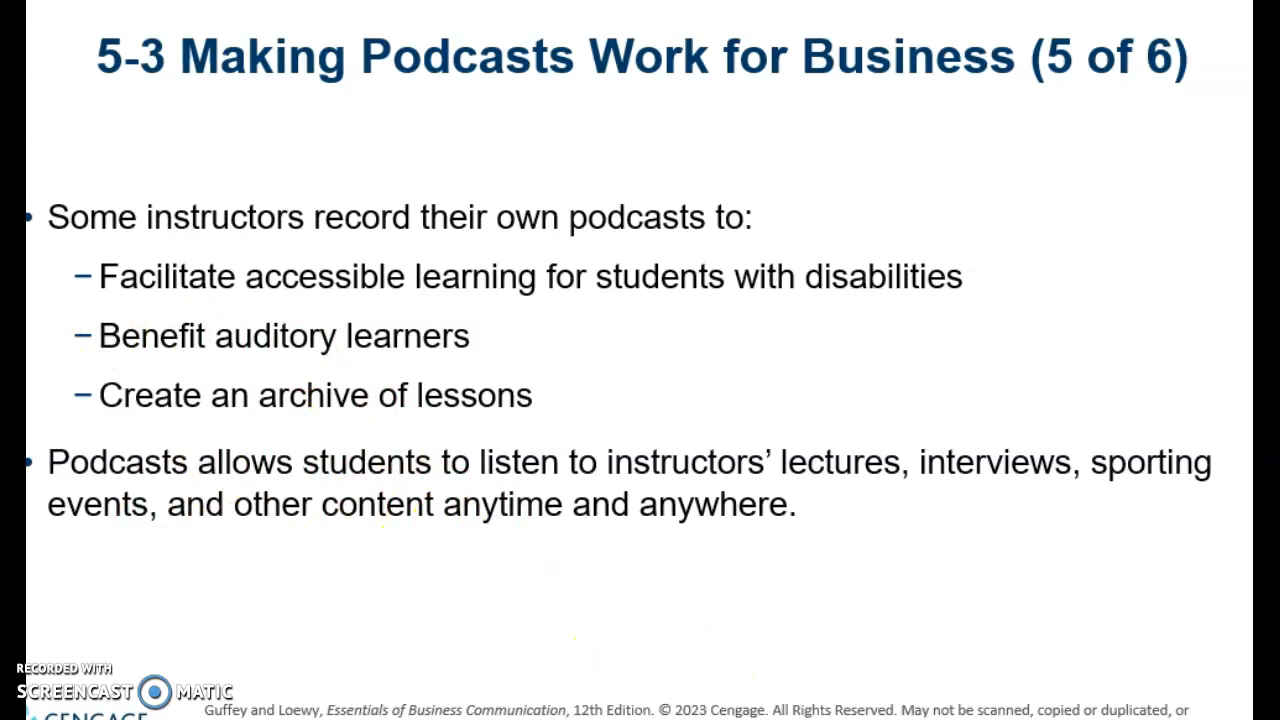 5-3 Making Podcasts Work for Business (5 of 6)
• Some instructors record their own podcasts to:
– Facilitate accessible learning for students with disabilities
– Benefit auditory learners
– Create an archive of lessons
• Podcasts allows students to listen to instructors’ lectures, interviews, sporting
events, and other content anytime and anywhere.
RECORDED WITH
SCREENCAST MATIC
CENGAGE
Guffey and Loewy, Essentials of Business Communication, 12th Edition. © 2023 Cengage. All Rights Reserved. May not be scanned, copied or duplicated, or